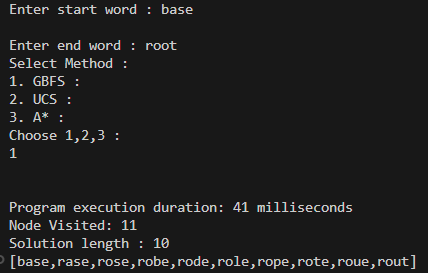 Enter start word : base
Enter end word : root
Select Method :
1. GBFS :
2. UCS :
3. A* :
Choose 1,2,3 :
1
Program execution duration: 41 milliseconds
Node Visited: 11
Solution length : 10
[base,rase,rose,robe,rode,role,rope,rote,roue,rout]